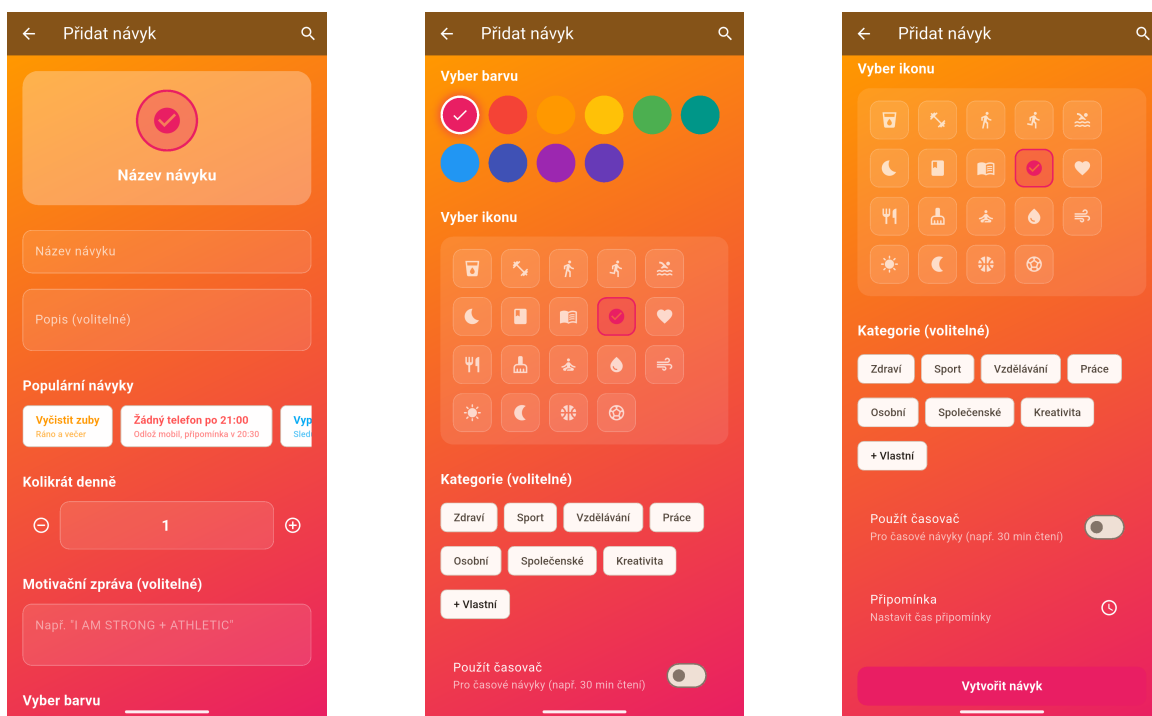 Přidat návyk
Název návyku
Název návyku
Popis (volitelné)
Populární návyky
Vyčistit zuby
Ráno a večer
Žádný telefon po 21:00
Odlož mobil, připomínka v 20:30
Vyp
Sled
Kolikrát denně
1
Motivační zpráva (volitelné)
Např. "I AM STRONG + ATHLETIC"
Vyber barvu
Přidat návyk
Vyber barvu
Vyber ikonu
Kategorie (volitelné)
Zdraví Sport Vzdělávání Práce
Osobní Společenské Kreativita
+ Vlastní
Použít časovač
Pro časové návyky (např. 30 min čtení)
Přidat návyk
Vyber ikonu
Kategorie (volitelné)
Zdraví Sport Vzdělávání Práce
Osobní Společenské Kreativita
+ Vlastní
Použít časovač
Pro časové návyky (např. 30 min čtení)
Připomínka
Nastavit čas připomínky
Vytvořit návyk